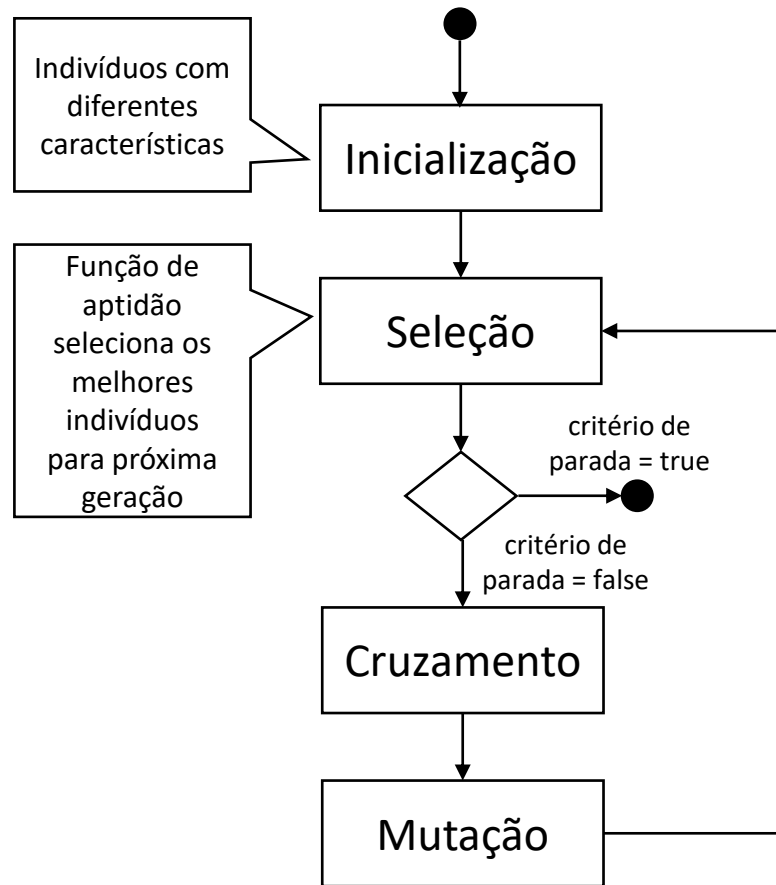 Indivíduos com
diferentes
características
Inicialização
Função de
aptidão
seleciona os
melhores
indivíduos
para próxima
geração
Seleção
critério de
parada = true
critério de
parada = false
Cruzamento
Mutação